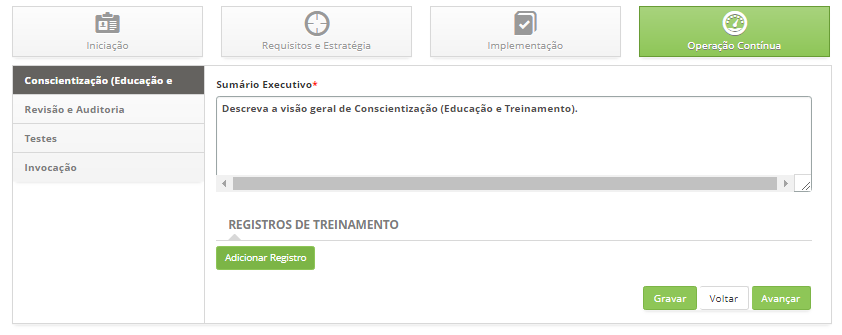 Iniciação
Requisitos e Estratégia
Implementação
Operação Contínua
Conscientização (Educação e
Revisão e Auditoria
Testes
Invocação
Sumário Executivo*
Descreva a visão geral de Conscientização (Educação e Treinamento).
REGISTROS DE TREINAMENTO
Adicionar Registro
Gravar
Voltar
Avançar